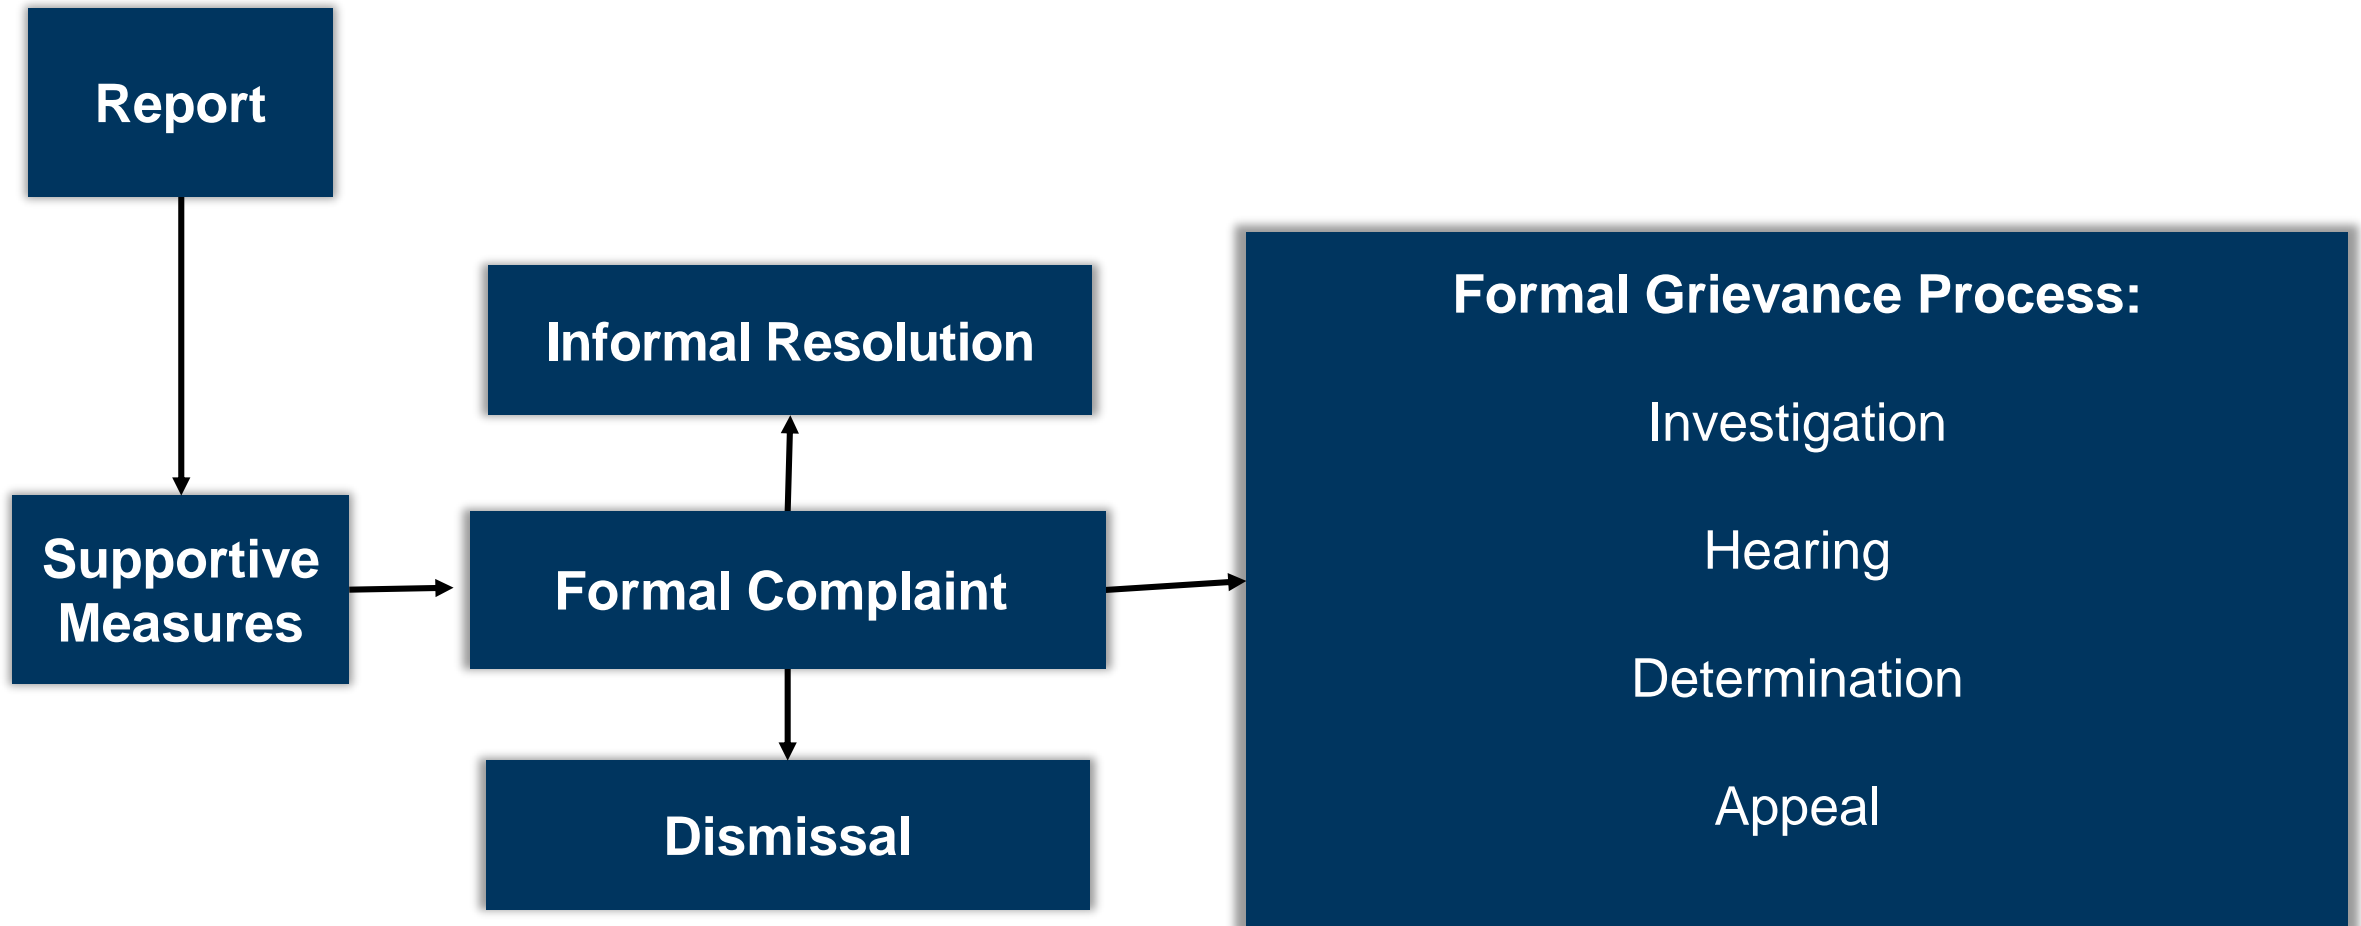 Report
Supportive
Measures
Informal Resolution
Formal Complaint
Dismissal
Formal Grievance Process:
Investigation
Hearing
Determination
Appeal